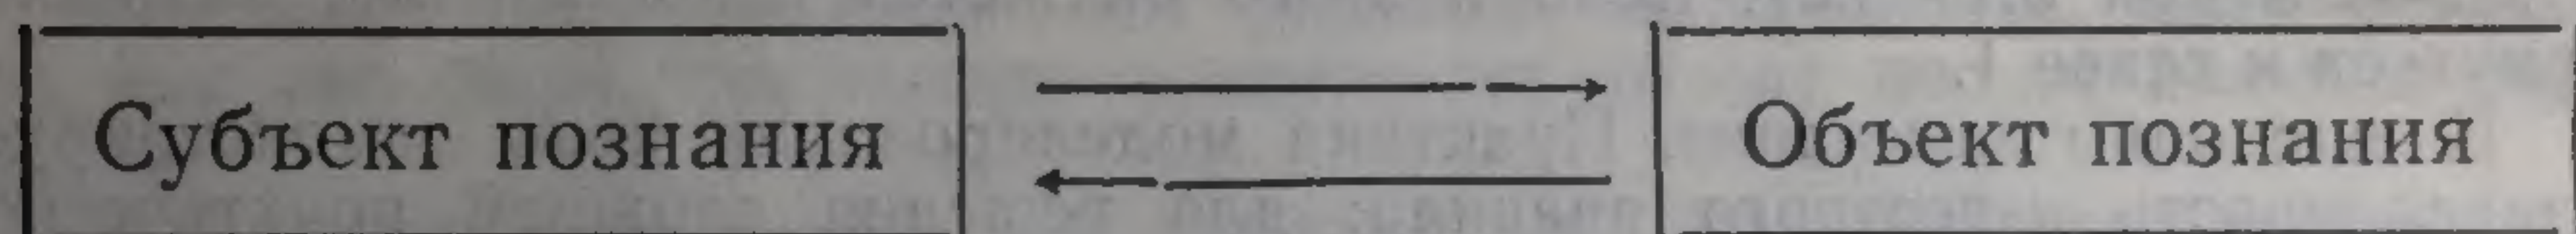 Субъект познания
Объект познания